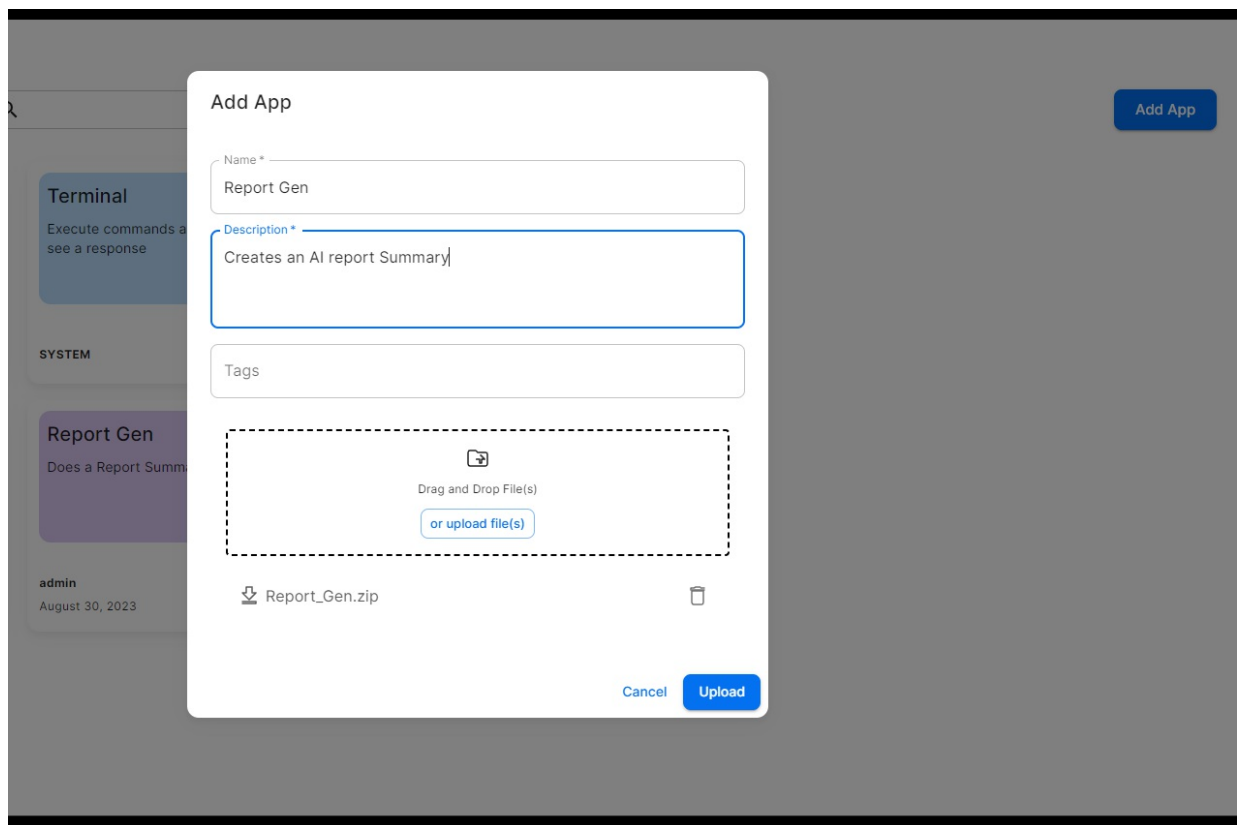 Add App
Add App
Name *
Report Gen
Description *
Creates an AI report Summary
Tags
Drag and Drop File(s)
or upload file(s)
Report_Gen.zip
Cancel
Upload
Terminal
Execute commands
see a response
SYSTEM
Report Gen
Does a Report
admin
August 30, 2023